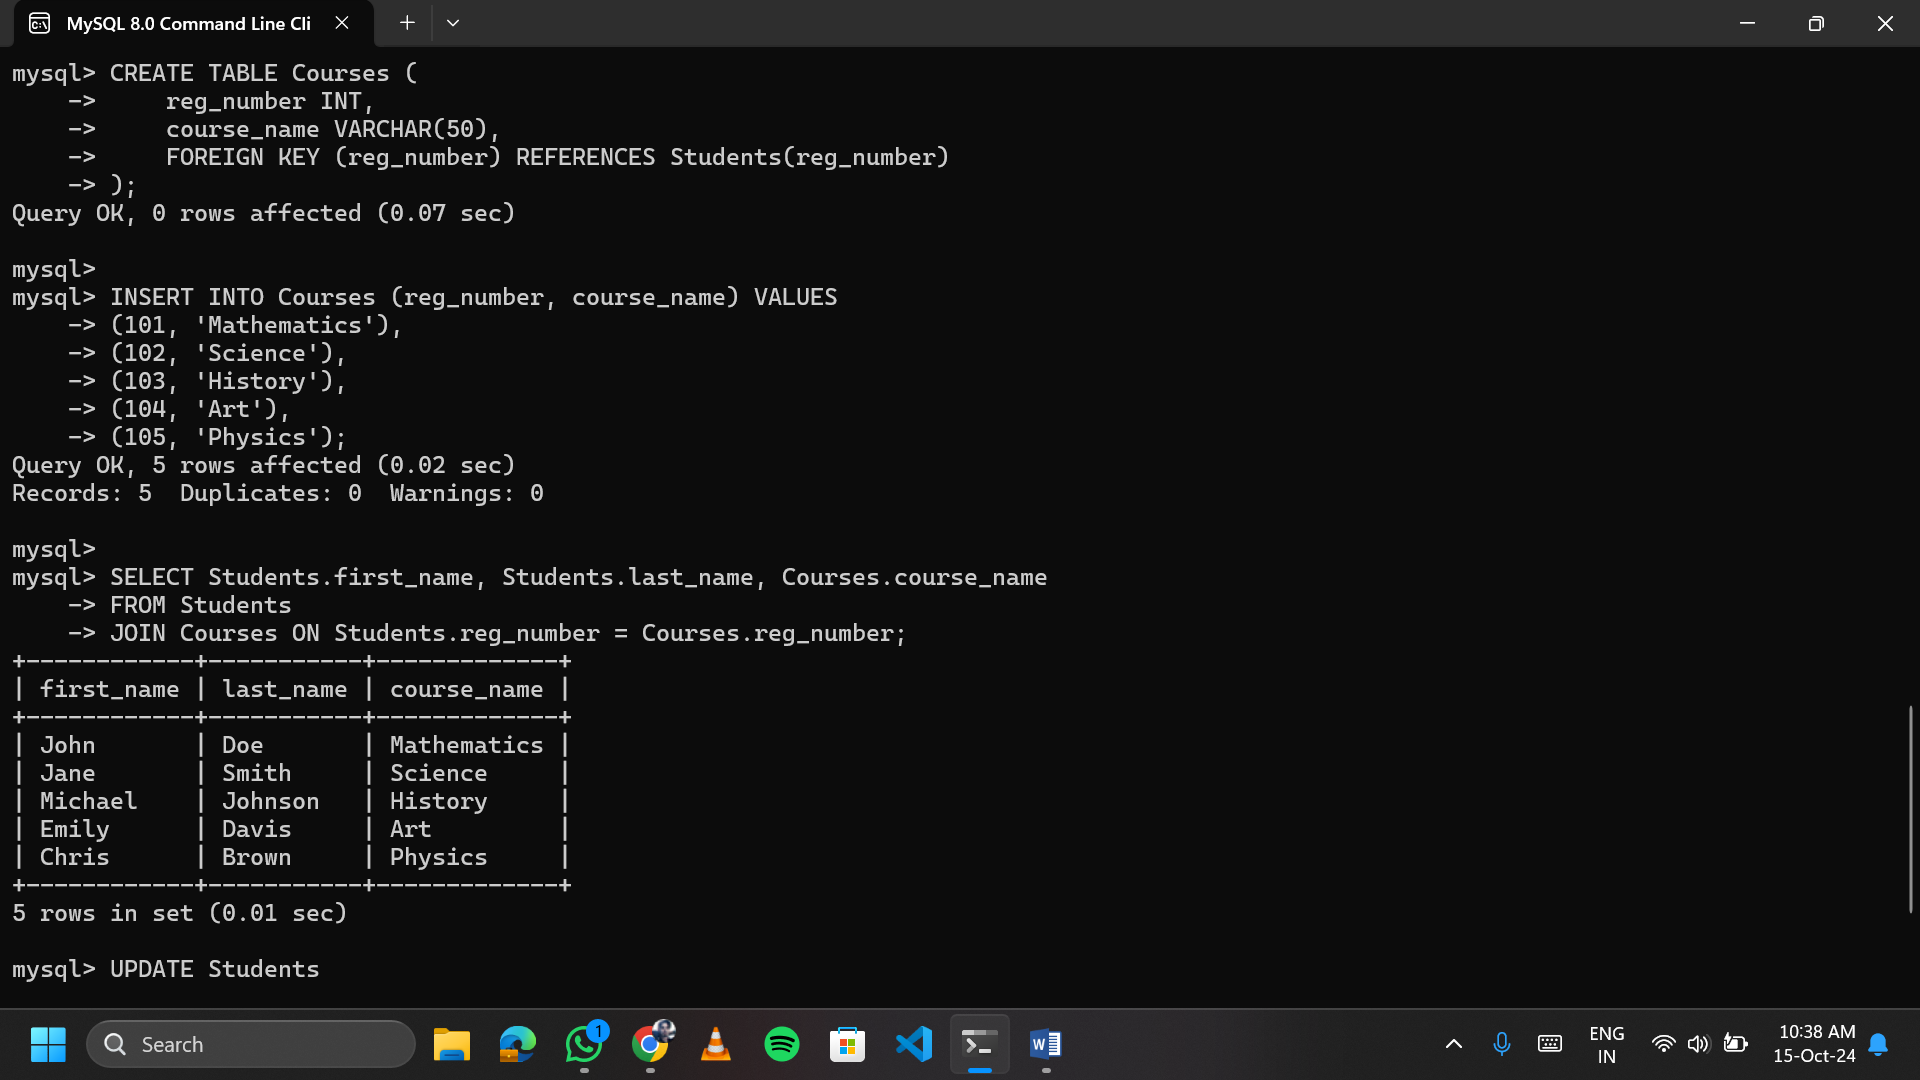 MySQL 8.0 Command Line Cli
mysql> CREATE TABLE Courses (
    ->     reg_number INT,
    ->     course_name VARCHAR(50),
    ->     FOREIGN KEY (reg_number) REFERENCES Students(reg_number)
    -> );
Query OK, 0 rows affected (0.07 sec)
mysql>
mysql> INSERT INTO Courses (reg_number, course_name) VALUES
    -> (101, 'Mathematics'),
    -> (102, 'Science'),
    -> (103, 'History'),
    -> (104, 'Art'),
    -> (105, 'Physics');
Query OK, 5 rows affected (0.02 sec)
Records: 5  Duplicates: 0  Warnings: 0
mysql>
mysql> SELECT Students.first_name, Students.last_name, Courses.course_name
    -> FROM Students
    -> JOIN Courses ON Students.reg_number = Courses.reg_number;
+------------+-----------+-------------+
| first_name | last_name | course_name |
+------------+-----------+-------------+
| John       | Doe       | Mathematics |
| Jane       | Smith     | Science     |
| Michael    | Johnson   | History     |
| Emily      | Davis     | Art         |
| Chris      | Brown     | Physics     |
+------------+-----------+-------------+
5 rows in set (0.01 sec)
mysql> UPDATE Students
Search
1
W
ENG
IN
10:38 AM
15-Oct-24